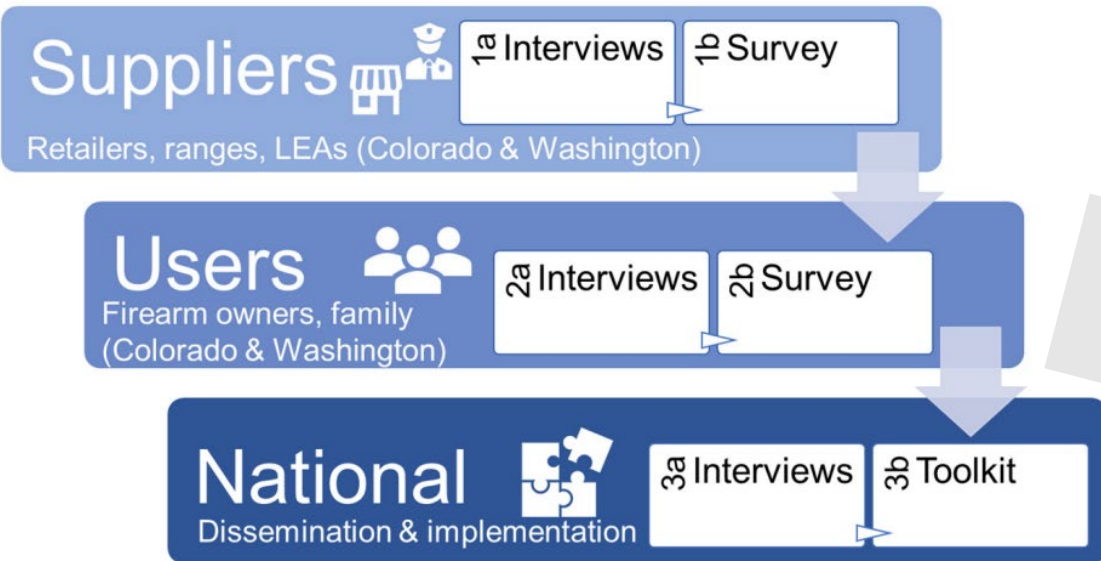 Suppliers
1a Interviews
1b Survey
Retailers, ranges, LEAs (Colorado & Washington)
Users
2a Interviews
2b Survey
Firearm owners, family
(Colorado & Washington)
National
3a Interviews
3b Toolkit
Dissemination & implementation